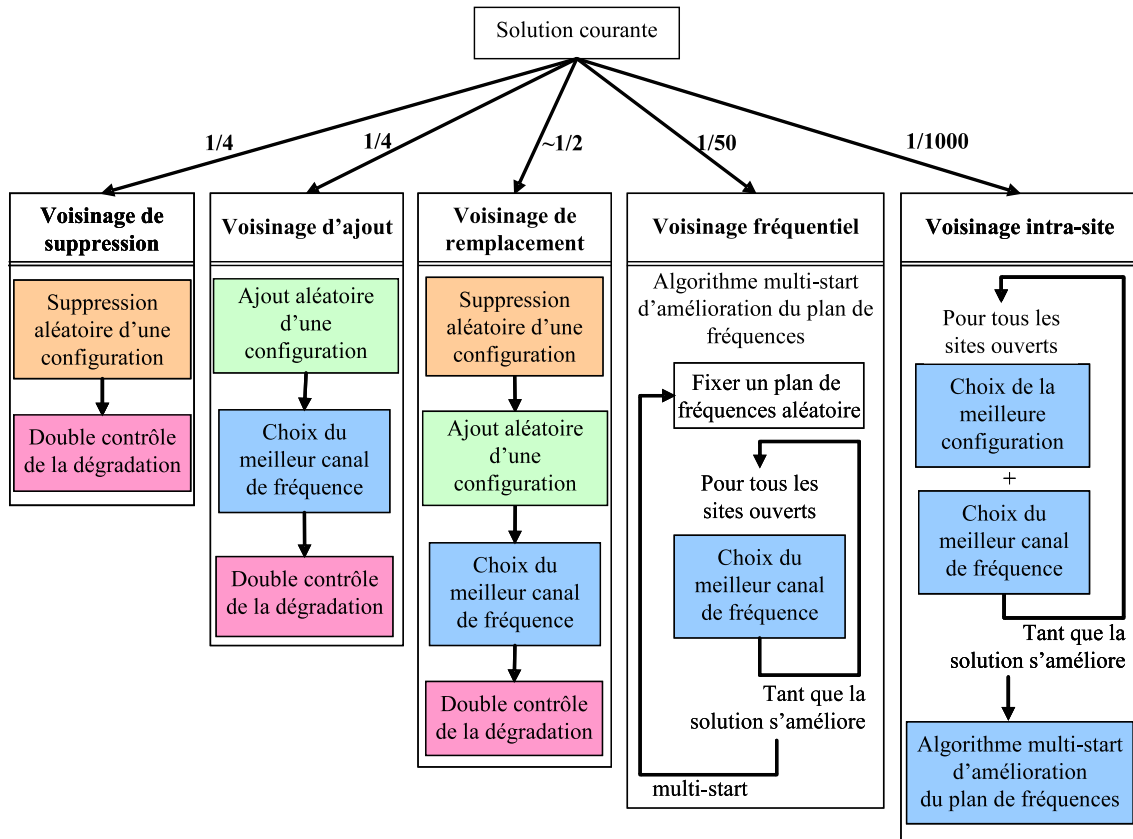 Solution courante
1/4
1/4
~1/2
1/50
1/1000
Voisinage de
suppression
Suppression
aléatoire d'une
configuration
Double contrôle
de la dégradation
Voisinage d'ajout
Ajout aléatoire
d'une
configuration
Choix du
meilleur canal
de fréquence
Double contrôle
de la dégradation
Voisinage de
remplacement
Suppression
aléatoire d'une
configuration
Ajout aléatoire
d'une
configuration
Choix du
meilleur canal
de fréquence
Double contrôle
de la dégradation
Voisinage fréquentiel
Algorithme multi-start
d'amélioration du plan de
fréquences
Fixer un plan de
fréquences aléatoire
Pour tous les
sites ouverts
Choix du
meilleur canal
de fréquence
Tant que la
solution s'améliore
multi-start
Voisinage intra-site
Pour tous les
sites ouverts
Choix de la
meilleure
configuration
+
Choix du
meilleur canal
de fréquence
Tant que la
solution s'améliore
Algorithme multi-start
d'amélioration
du plan de fréquences